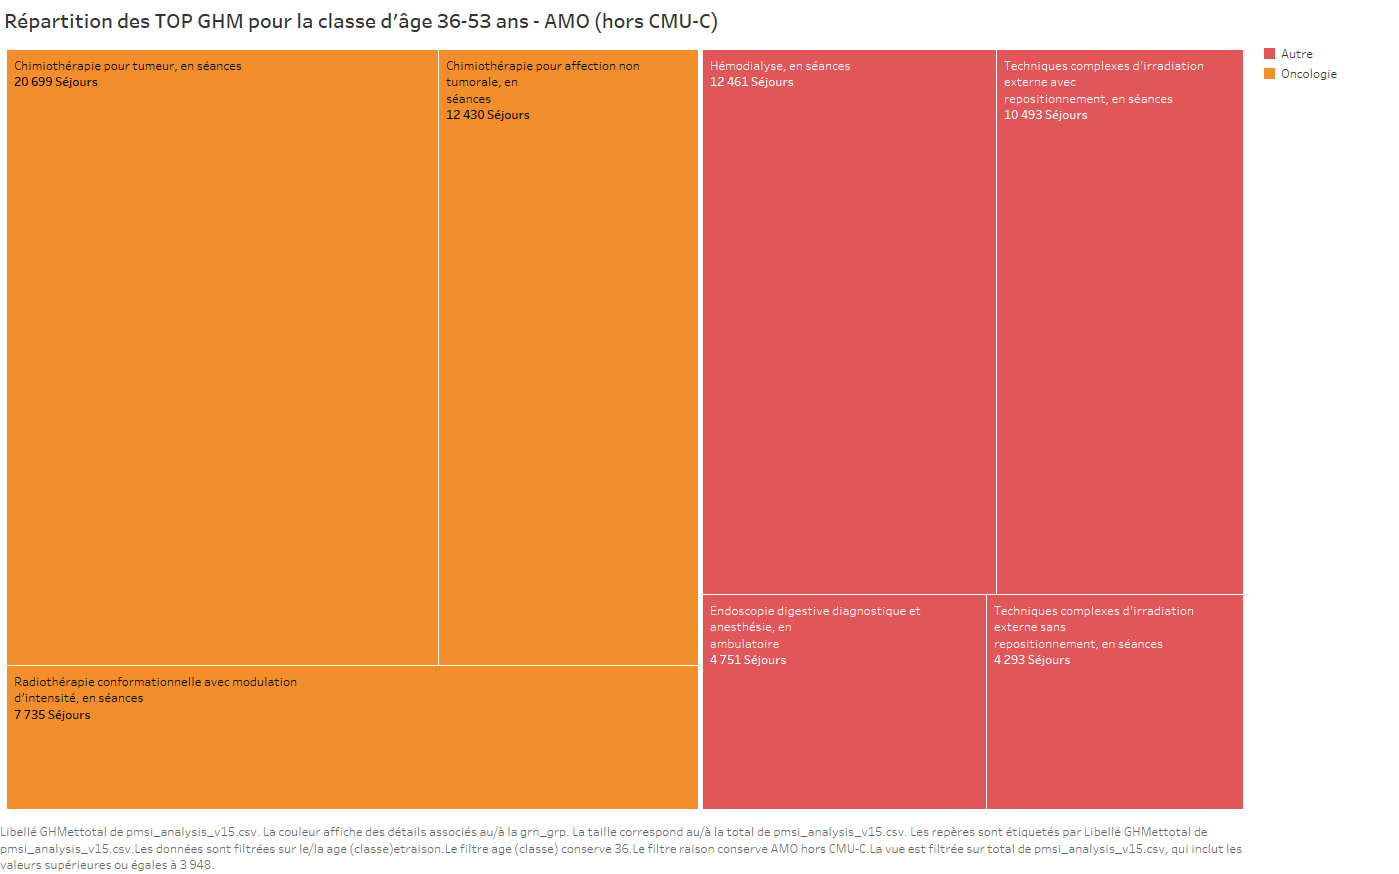 Répartition des TOP GHM pour la classe d’âge 36-53 ans - AMO (hors CMU-C)
Chimiothérapie pour tumeur, en séances
20 699 Séjours
Chimiothérapie pour affection non
tumorale, en
séances
12 430 Séjours
Radiothérapie conformationnelle avec modulation
d’intensité, en séances
7 735 Séjours
Hémodialyse, en séances
12 461 Séjours
Techniques complexes d’irradiation
externe avec
repositionnement, en séances
10 493 Séjours
Endoscopie digestive diagnostique et
anesthésie, en
ambulatoire
4 751 Séjours
Techniques complexes d’irradiation
externe sans
repositionnement, en séances
4 293 Séjours
Autre
Oncologie
Libellé GHMettotal de pmsi_analysis_v15.csv. La couleur affiche des détails associés au/à la grn_grp. La taille correspond au/à la total de pmsi_analysis_v15.csv. Les repères sont étiquetés par Libellé GHMettotal de
pmsi_analysis_v15.csv.Les données sont filtrées sur le/la age (classe)etraison.Le filtre age (classe) conserve 36.Le filtre raison conserve AMO hors CMU-C.La vue est filtrée sur total de pmsi_analysis_v15.csv, qui inclut les
valeurs supérieures ou égales à 3 948.